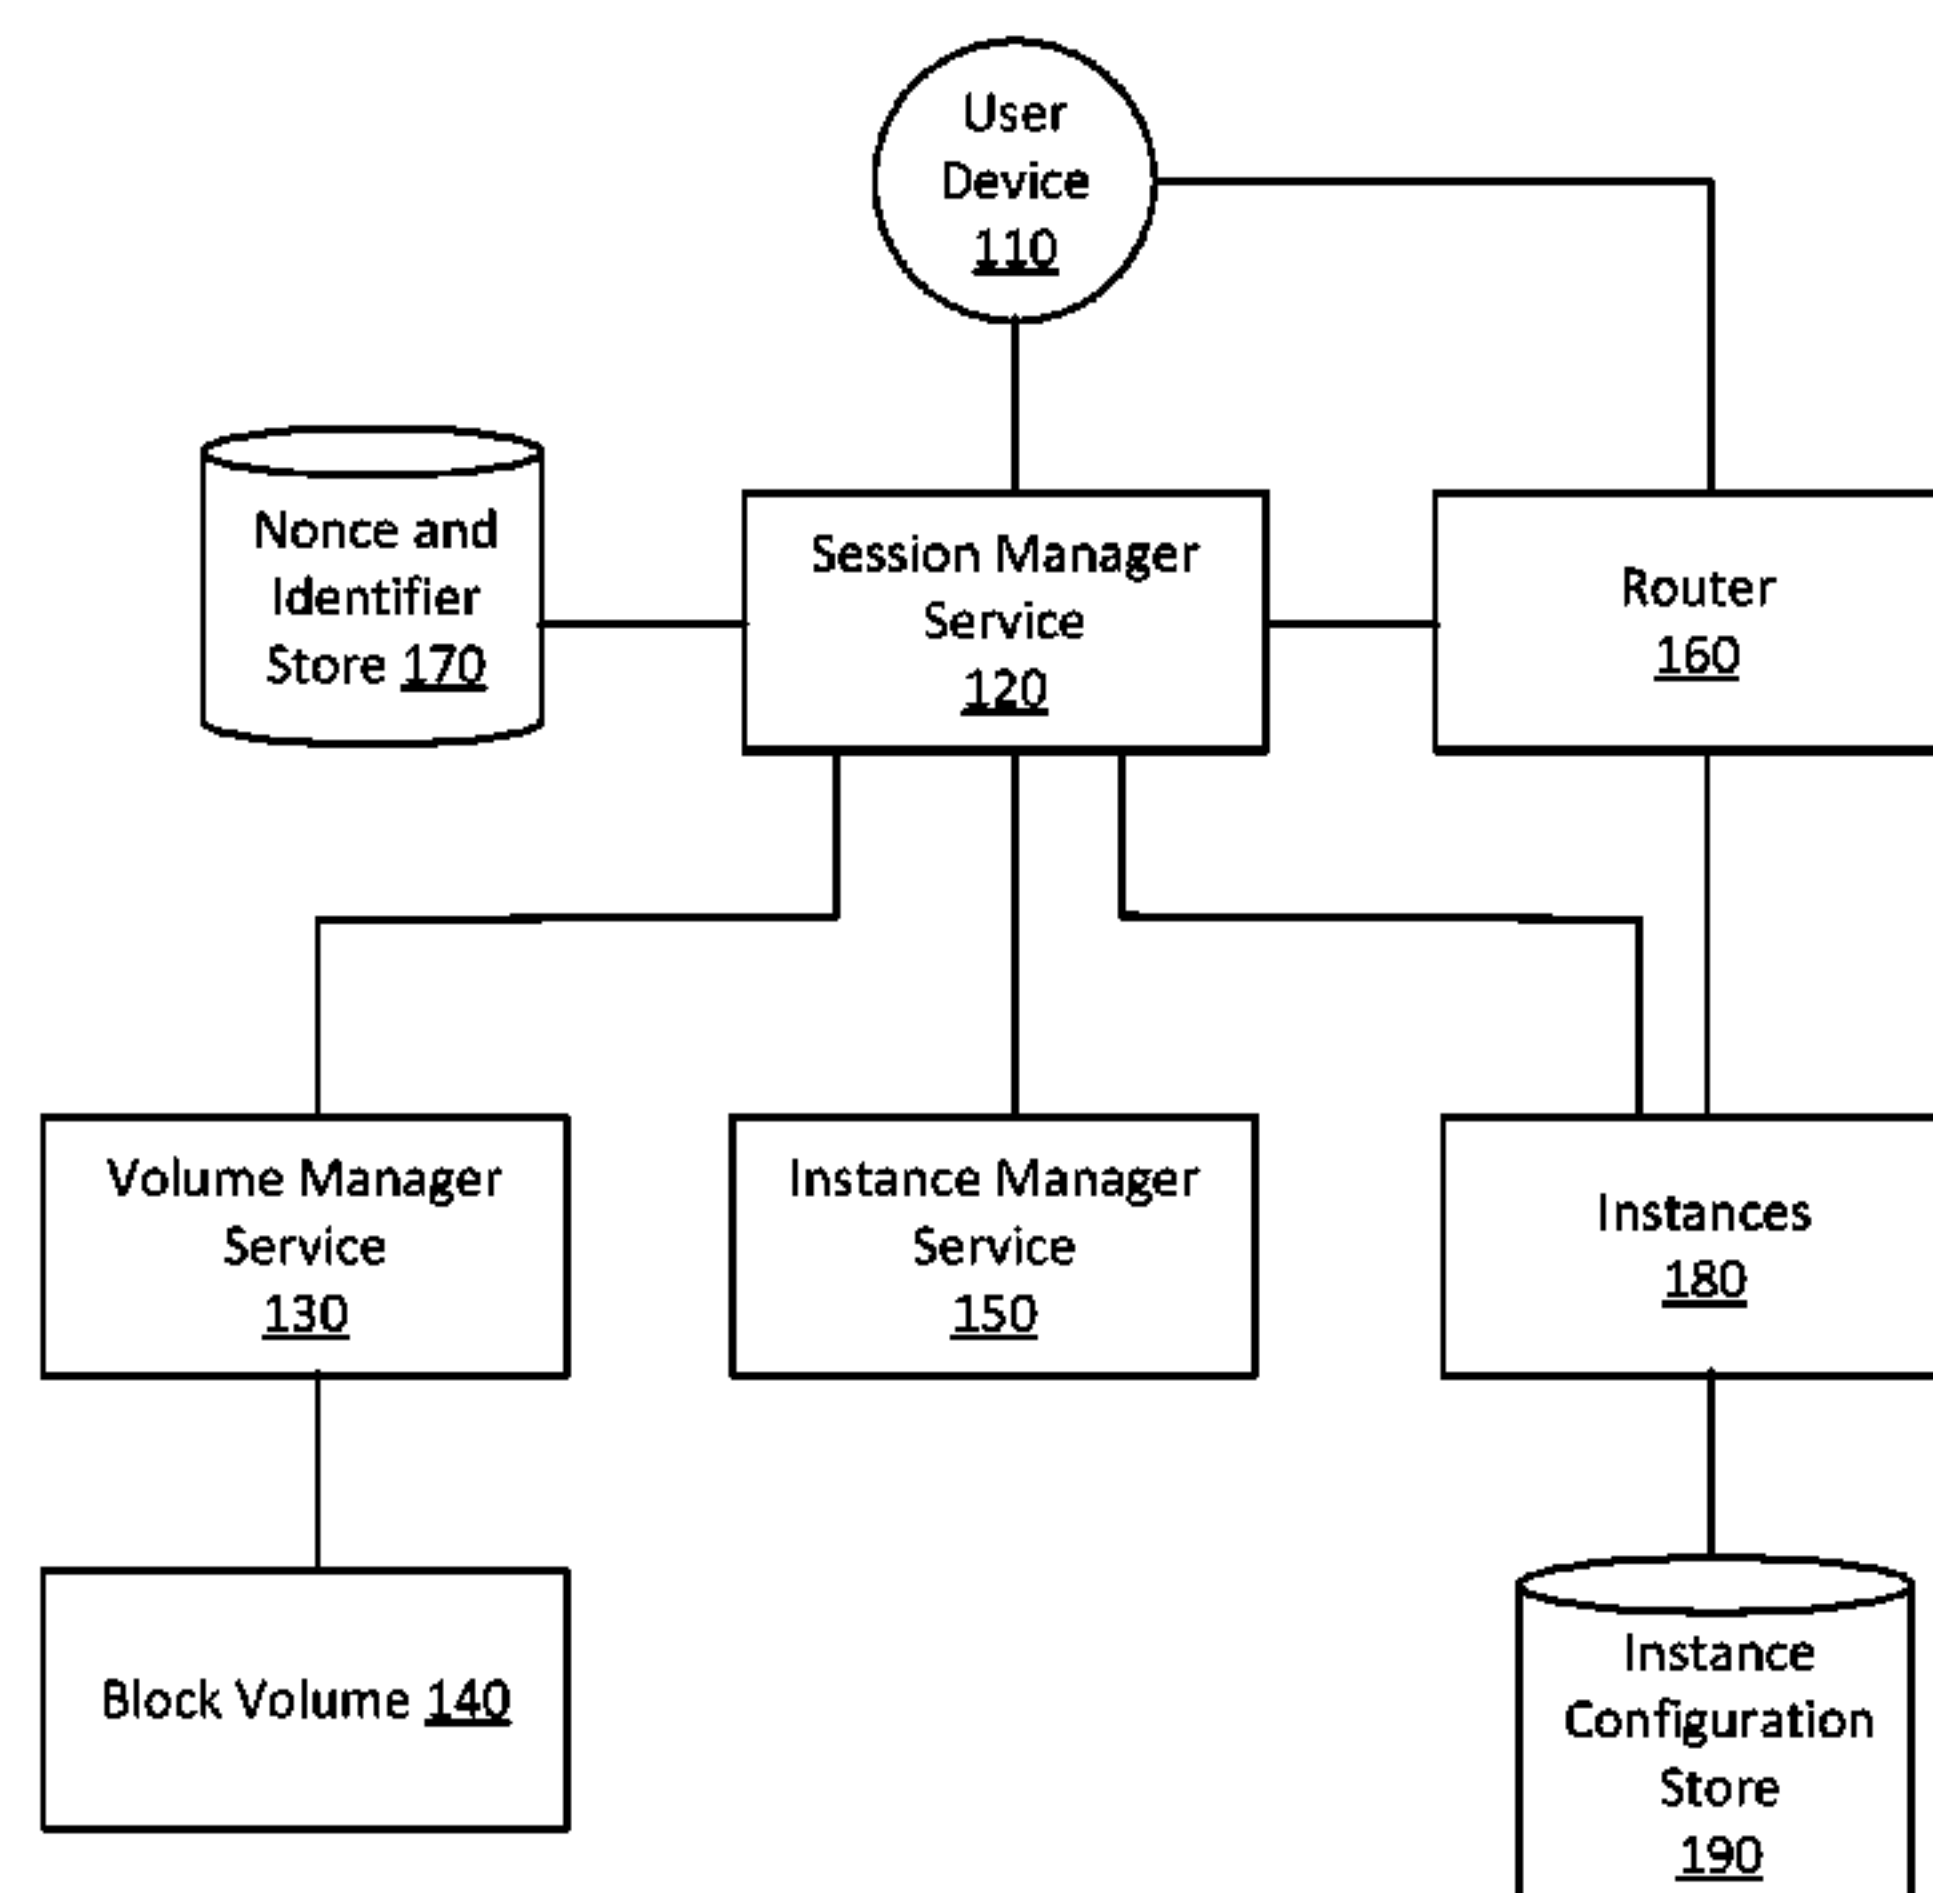 User
Device
110
Nonce and
Identifier
Store 170
Session Manager
Service
120
Router
160
Volume Manager
Service
130
Instance Manager
Service
150
Instances
180
Block Volume 140
Instance
Configuration
Store
190